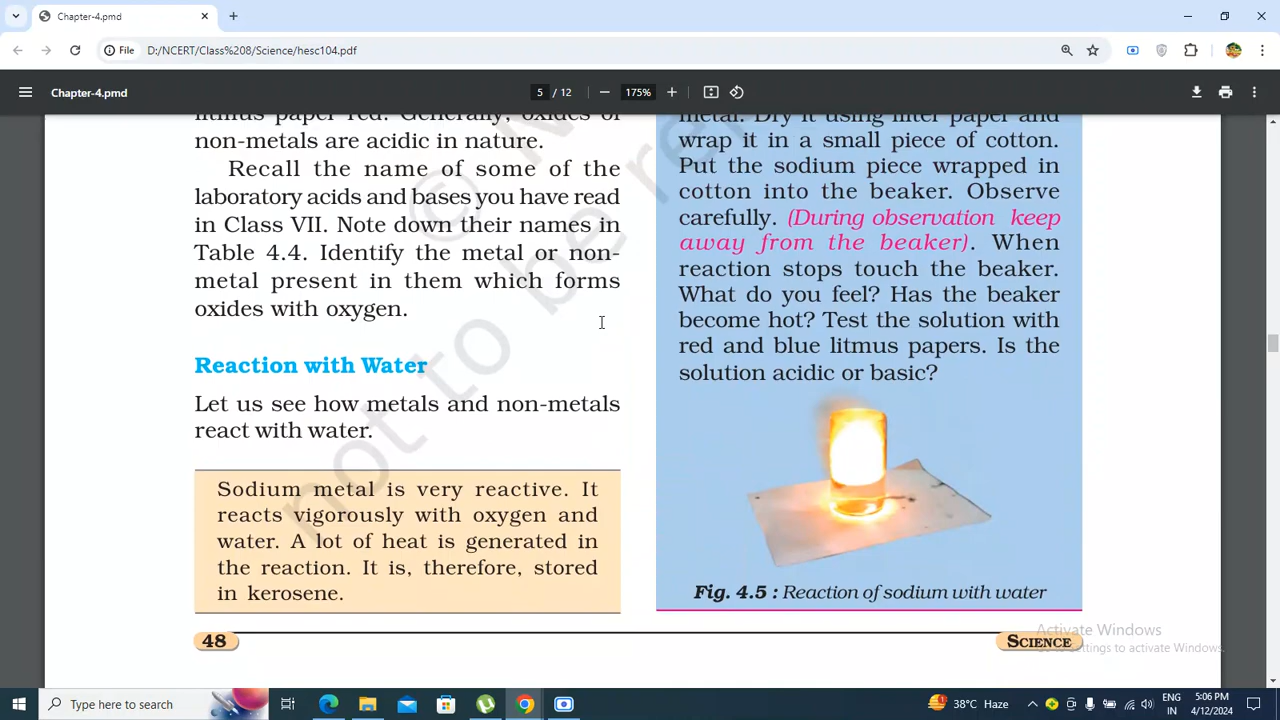 Chapter-4.pmd
File D:/NCERT/Class%208/Science/hesc104.pdf
Chapter-4.pmd
5 / 12
175%
litmus paper red. Generally, oxides of
non-metals are acidic in nature.
Recall the name of some of the
laboratory acids and bases you have read
in Class VII. Note down their names in
Table 4.4. Identify the metal or non-
metal present in them which forms
oxides with oxygen.
Reaction with Water
Let us see how metals and non-metals
react with water.
Sodium metal is very reactive. It
reacts vigorously with oxygen and
water. A lot of heat is generated in
the reaction. It is, therefore, stored
in kerosene.
metal. Dry it using filter paper and
wrap it in a small piece of cotton.
Put the sodium piece wrapped in
cotton into the beaker. Observe
carefully. (During observation keep
away from the beaker). When
reaction stops touch the beaker.
What do you feel? Has the beaker
become hot? Test the solution with
red and blue litmus papers. Is the
solution acidic or basic?
Fig. 4.5 : Reaction of sodium with water
48
SCIENCE
not to be re
© N
Activate Windows
Go to Settings to activate Windows.
Type here to search
38°C Haze
ENG
IN
5:06 PM
4/12/2024